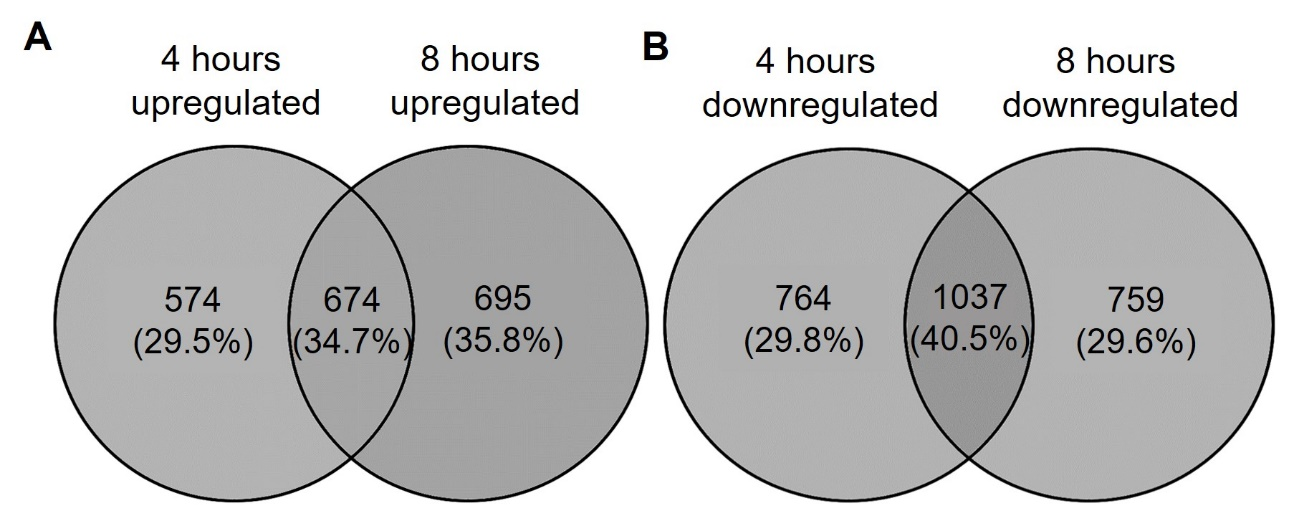 A
4 hours
upregulated
8 hours
upregulated
574
(29.5%)
674
(34.7%)
695
(35.8%)
B
4 hours
downregulated
8 hours
downregulated
764
(29.8%)
1037
(40.5%)
759
(29.6%)